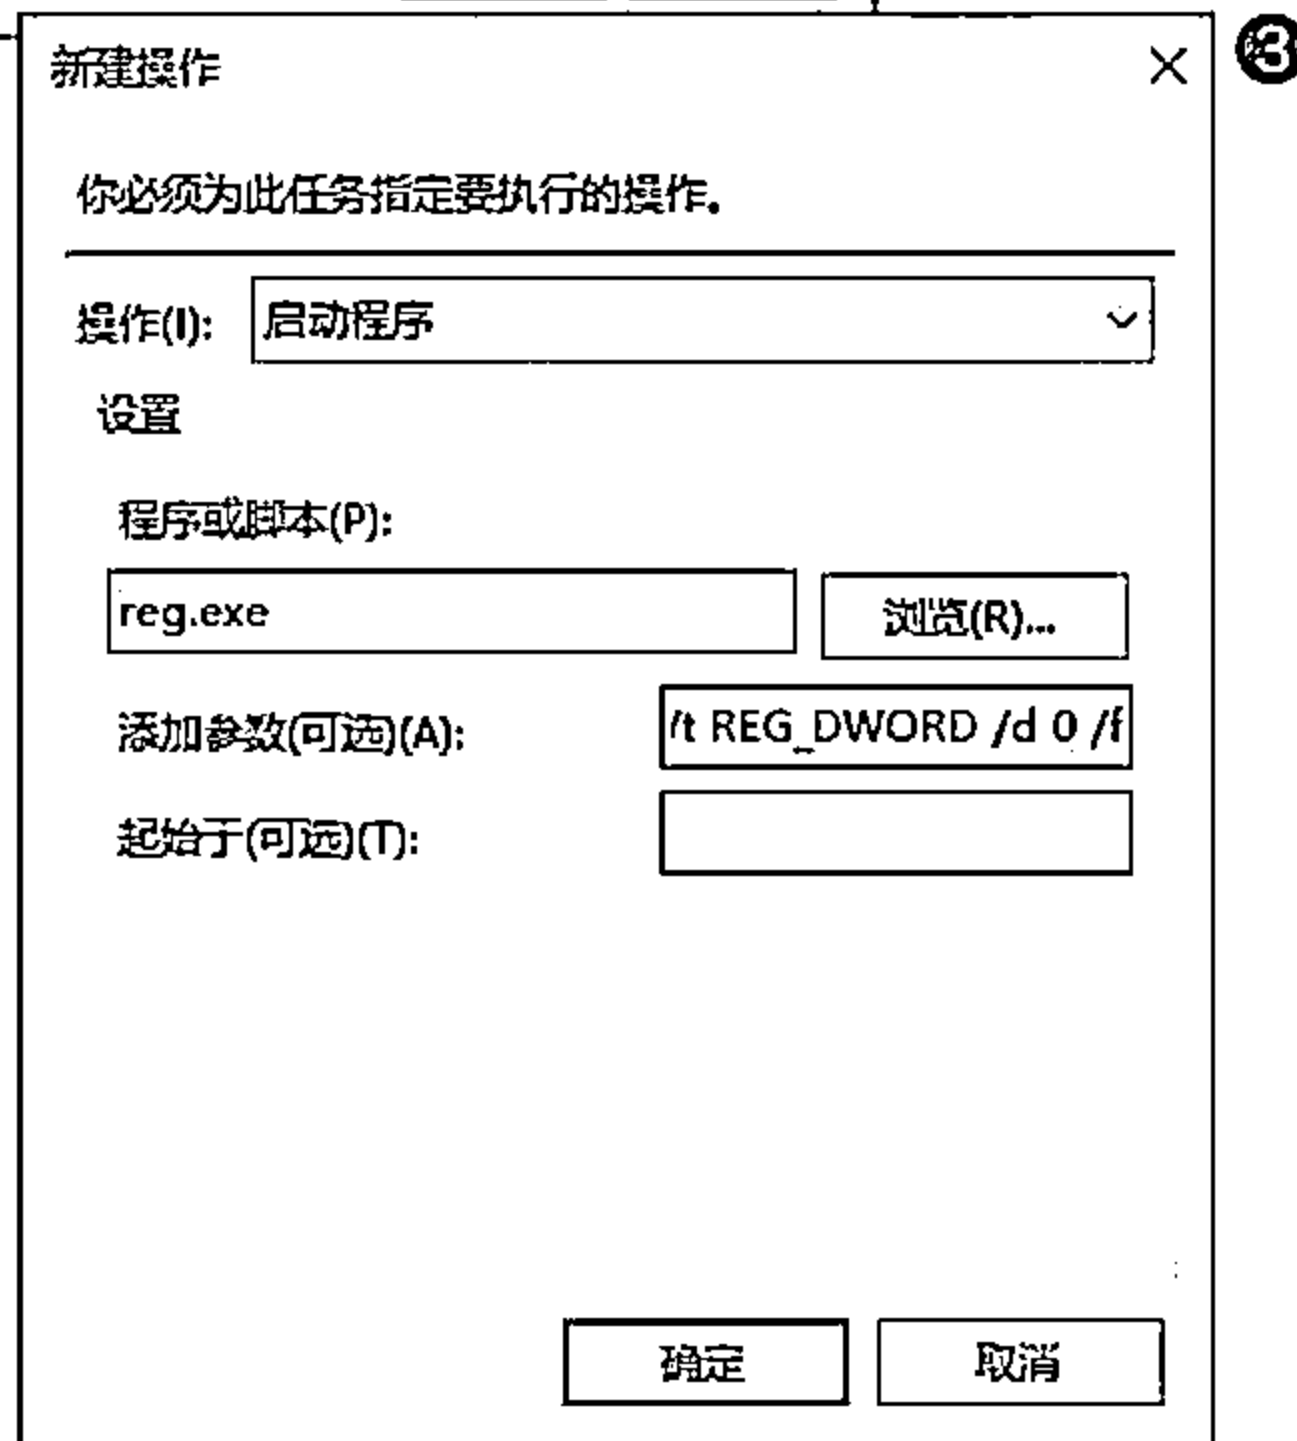 ③
新建操作
你必须为此任务指定要执行的操作。
操作(I): 启动程序
设置
程序或脚本(P):
reg.exe 浏览(R)...
添加参数(可选)(A): /t REG_DWORD /d 0 /f
起始于(可选)(T):
确定 取消